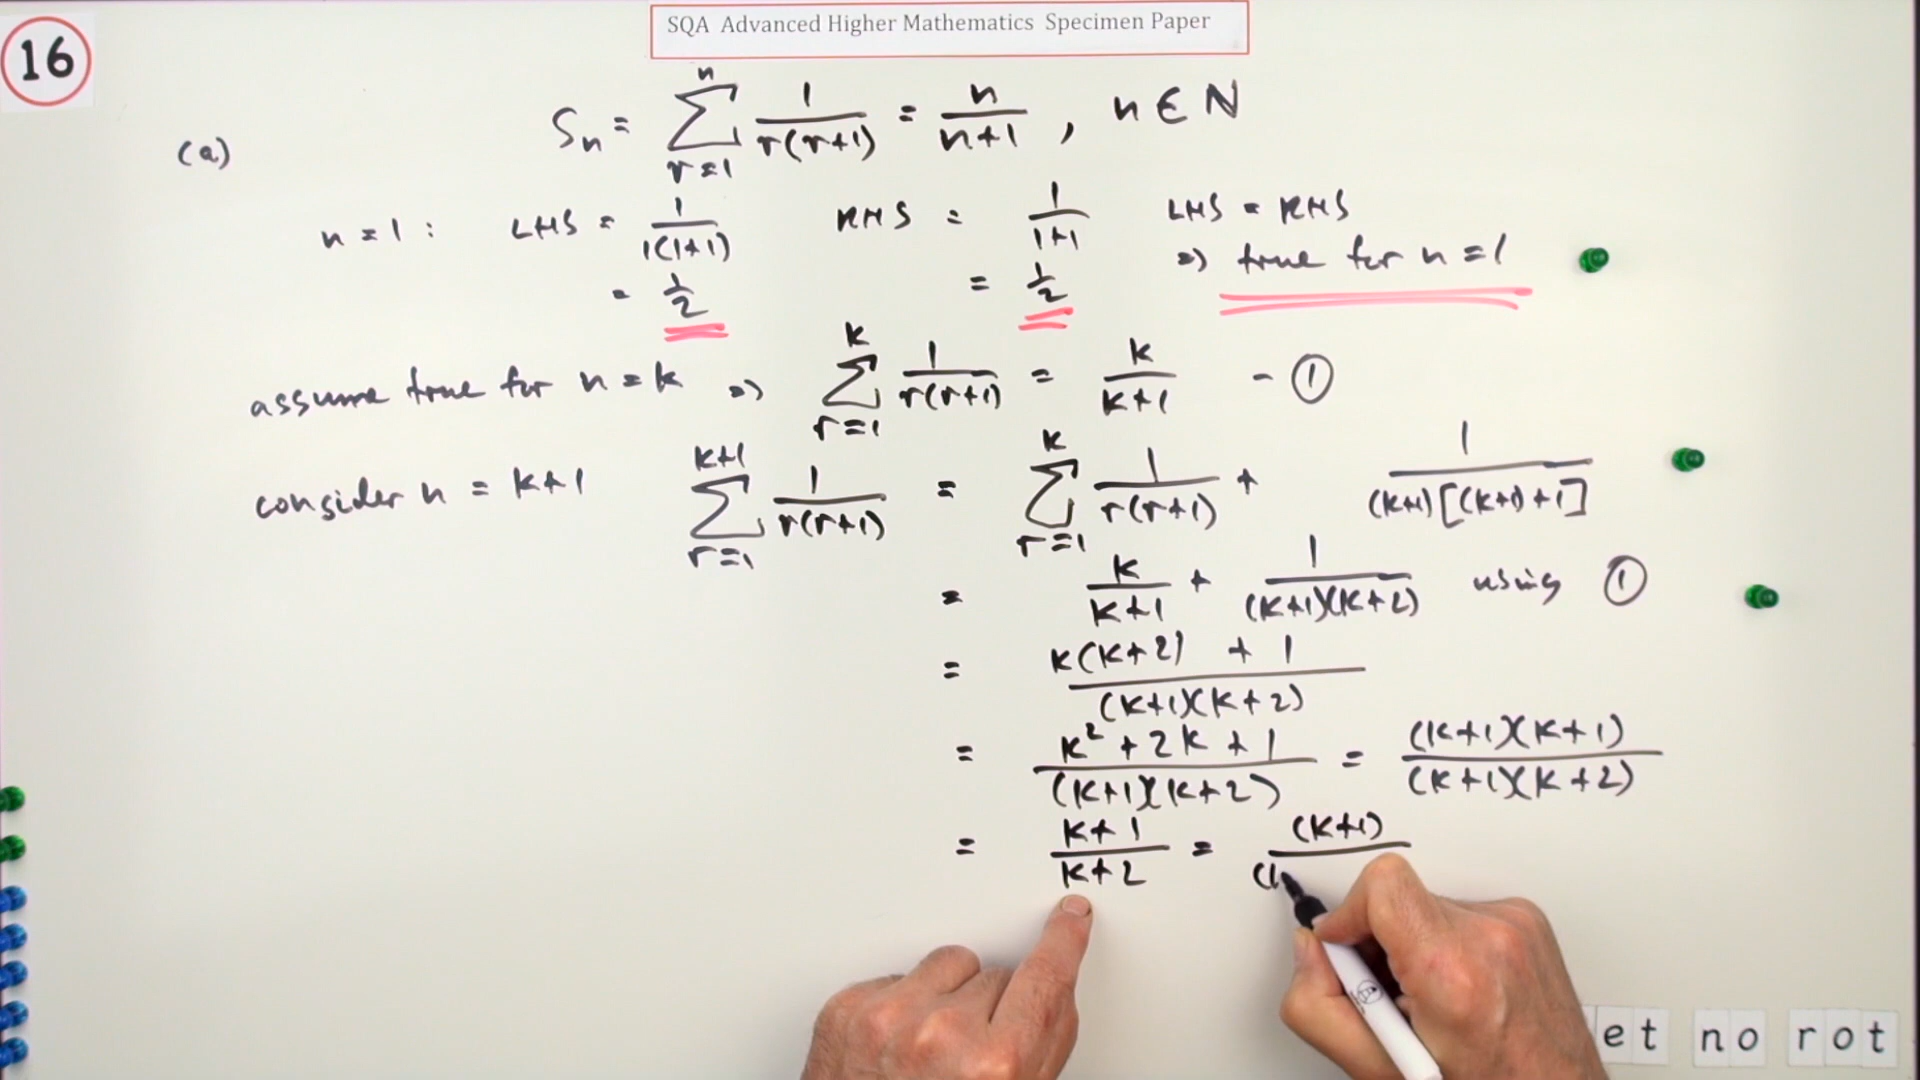 SQA Advanced Higher Mathematics Specimen Paper
16
(a) Sₙ = ∑_{r=1}^{n} 1/(r(r+1)) = n/(n+1) , n ∈ ℕ
n = 1 : LHS = 1/(1(1+1)) RHS = 1/(1+1) LHS = RHS
= 1/2 = 1/2 ⇒ true for n = 1
assume true for n = k ⇒ ∑_{r=1}^{k} 1/(r(r+1)) = k/(k+1) - ①
consider n = k+1 ∑_{r=1}^{k+1} 1/(r(r+1)) = ∑_{r=1}^{k} 1/(r(r+1)) + 1/((k+1)[(k+1)+1])
= k/(k+1) + 1/((k+1)(k+2)) using ①
= (k(k+2) + 1)/((k+1)(k+2))
= (k² + 2k + 1)/((k+1)(k+2)) = ((k+1)(k+1))/((k+1)(k+2))
= (k+1)/(k+2) = (k+1)/(
et no rot